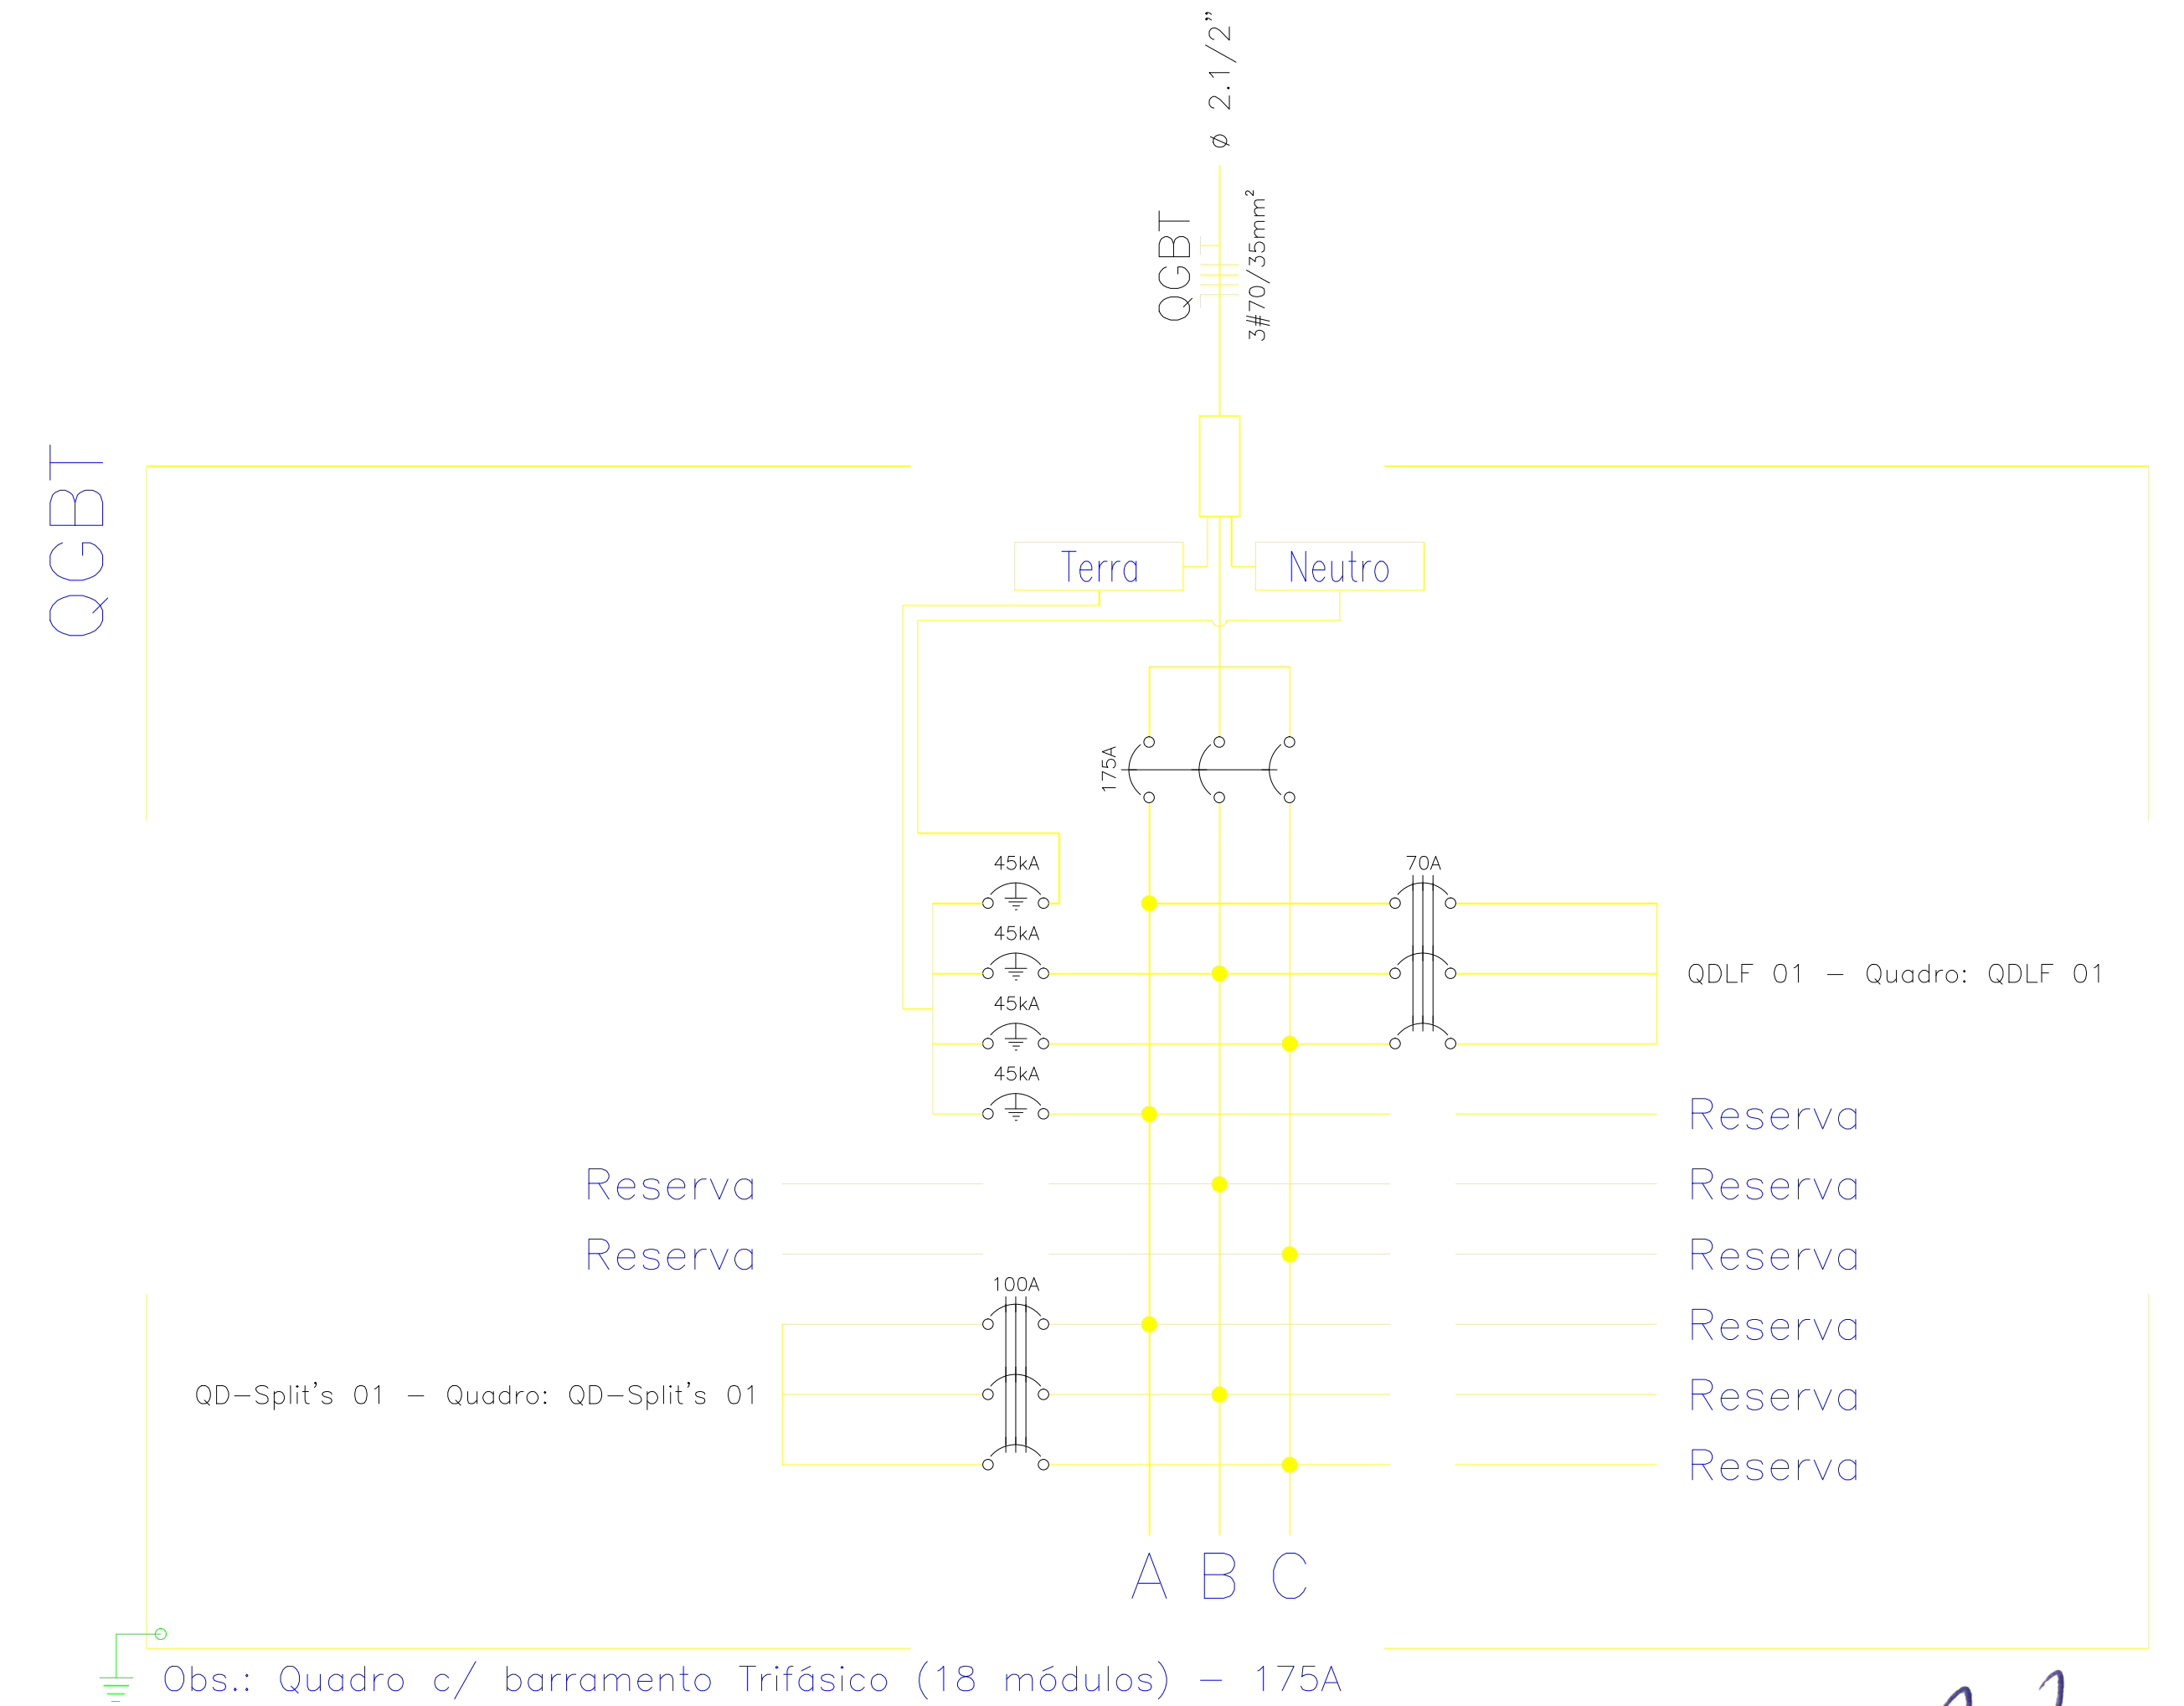 ø 2.1/2"
QGBT
3#70/35mm²
QGBT
Terra
Neutro
175A
45kA
70A
45kA
QDLF 01 - Quadro: QDLF 01
45kA
45kA
Reserva
Reserva
Reserva
Reserva
Reserva
100A
Reserva
QD-Split's 01 - Quadro: QD-Split's 01
Reserva
Reserva
A B C
Obs.: Quadro c/ barramento Trifásico (18 módulos) - 175A